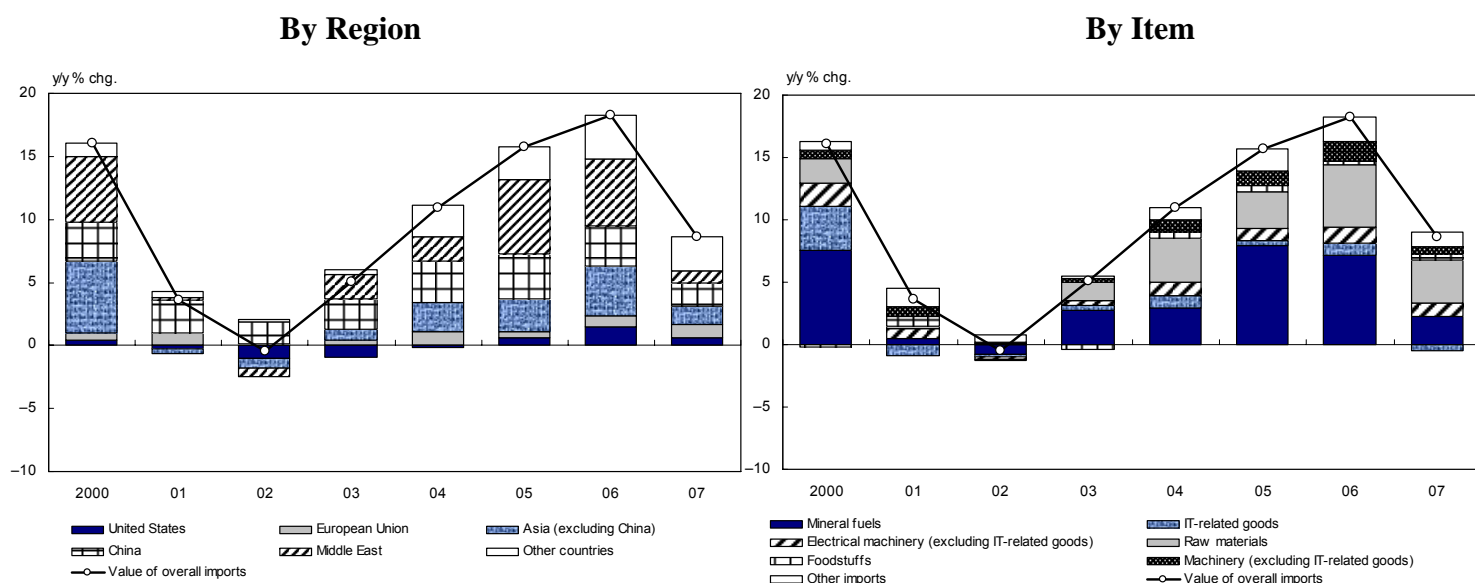 By Region
By Item
y/y % chg.
20
15
10
5
0
–5
–10
2000 01 02 03 04 05 06 07
United States European Union Asia (excluding China)
China Middle East Other countries
Value of overall imports
y/y % chg.
20
15
10
5
0
–5
–10
2000 01 02 03 04 05 06 07
Mineral fuels IT-related goods
Electrical machinery (excluding IT-related goods) Raw materials
Foodstuffs Machinery (excluding IT-related goods)
Other imports Value of overall imports